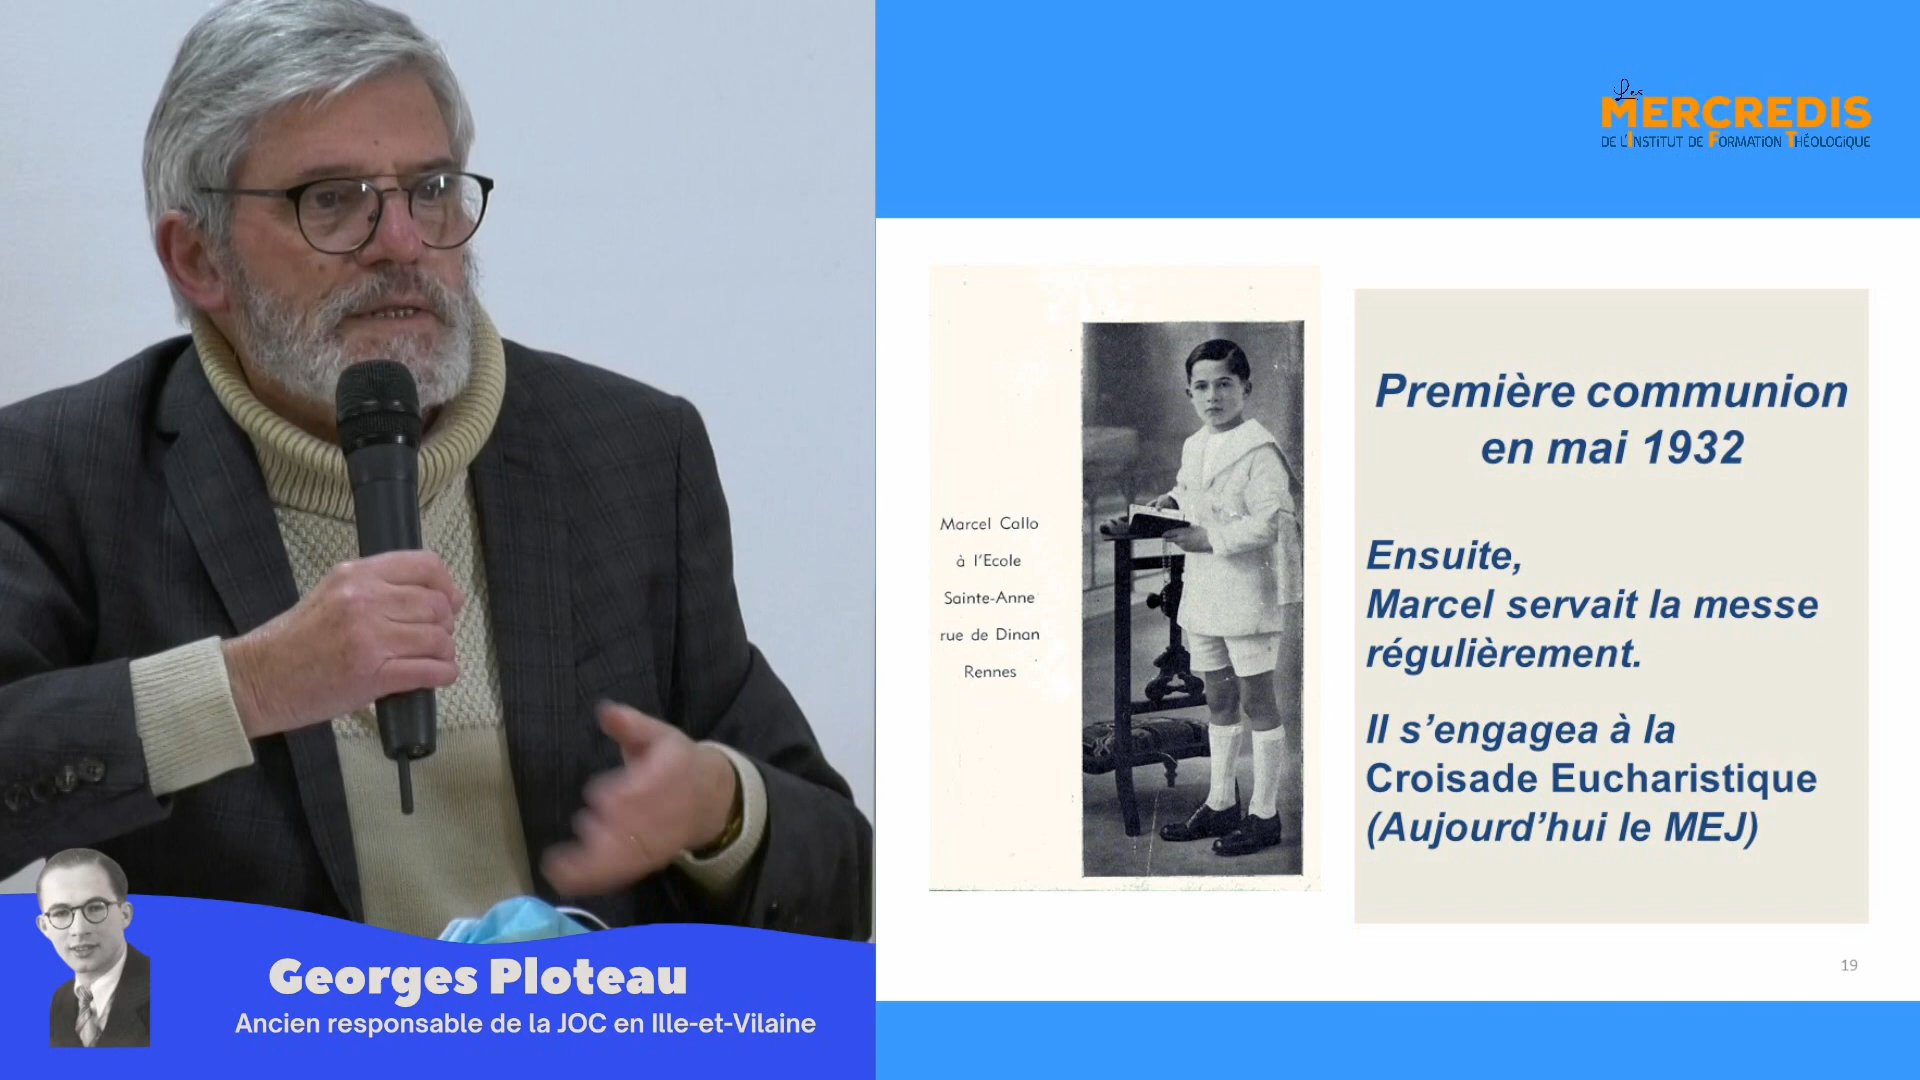 Les
MERCREDIS
DE L'INSTITUT DE FORMATION THÉOLOGIQUE
Marcel Callo
à l'Ecole
Sainte-Anne
rue de Dinan
Rennes
Première communion
en mai 1932
Ensuite,
Marcel servait la messe
régulièrement.
Il s'engagea à la
Croisade Eucharistique
(Aujourd'hui le MEJ)
19
Georges Ploteau
Ancien responsable de la JOC en Ille-et-Vilaine